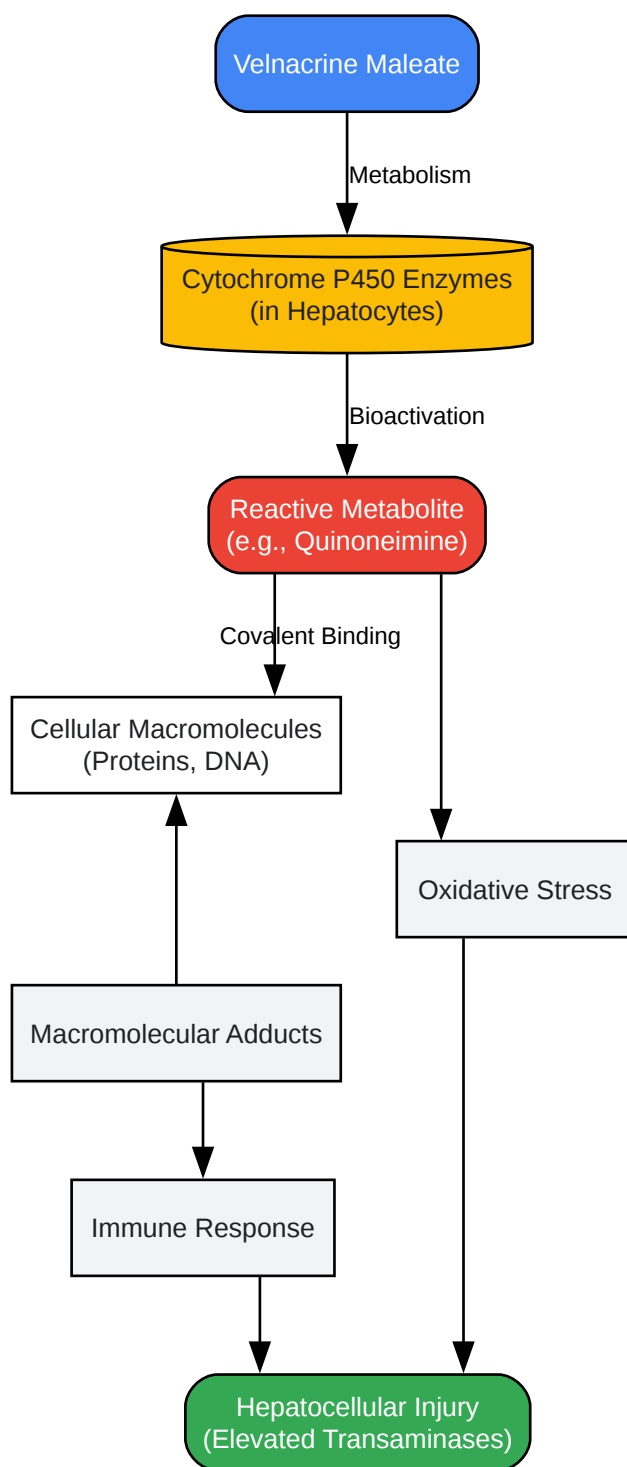 Velnacrine Maleate
Metabolism
Cytochrome P450 Enzymes
(in Hepatocytes)
Bioactivation
Reactive Metabolite
(e.g., Quinoneimine)
Covalent Binding
Cellular Macromolecules
(Proteins, DNA)
Oxidative Stress
Macromolecular Adducts
Immune Response
Hepatocellular Injury
(Elevated Transaminases)